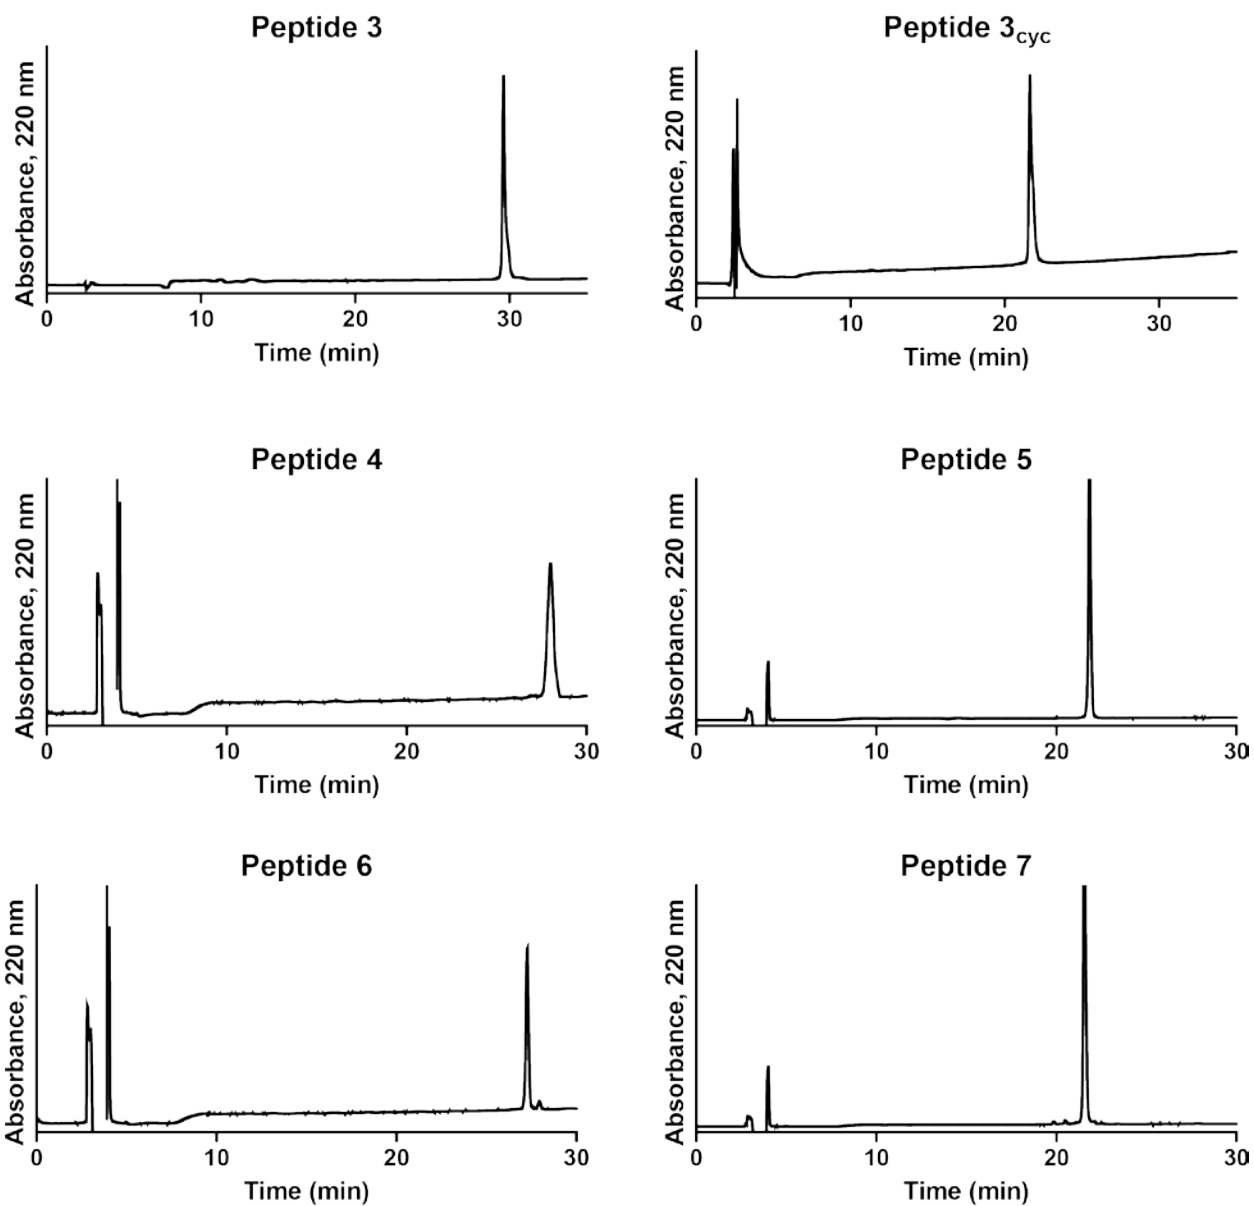 Peptide 3
Absorbance, 220 nm
0 10 20 30
Time (min)
Peptide 3cyc
Absorbance, 220 nm
0 10 20 30
Time (min)
Peptide 4
Absorbance, 220 nm
0 10 20 30
Time (min)
Peptide 5
Absorbance, 220 nm
0 10 20 30
Time (min)
Peptide 6
Absorbance, 220 nm
0 10 20 30
Time (min)
Peptide 7
Absorbance, 220 nm
0 10 20 30
Time (min)